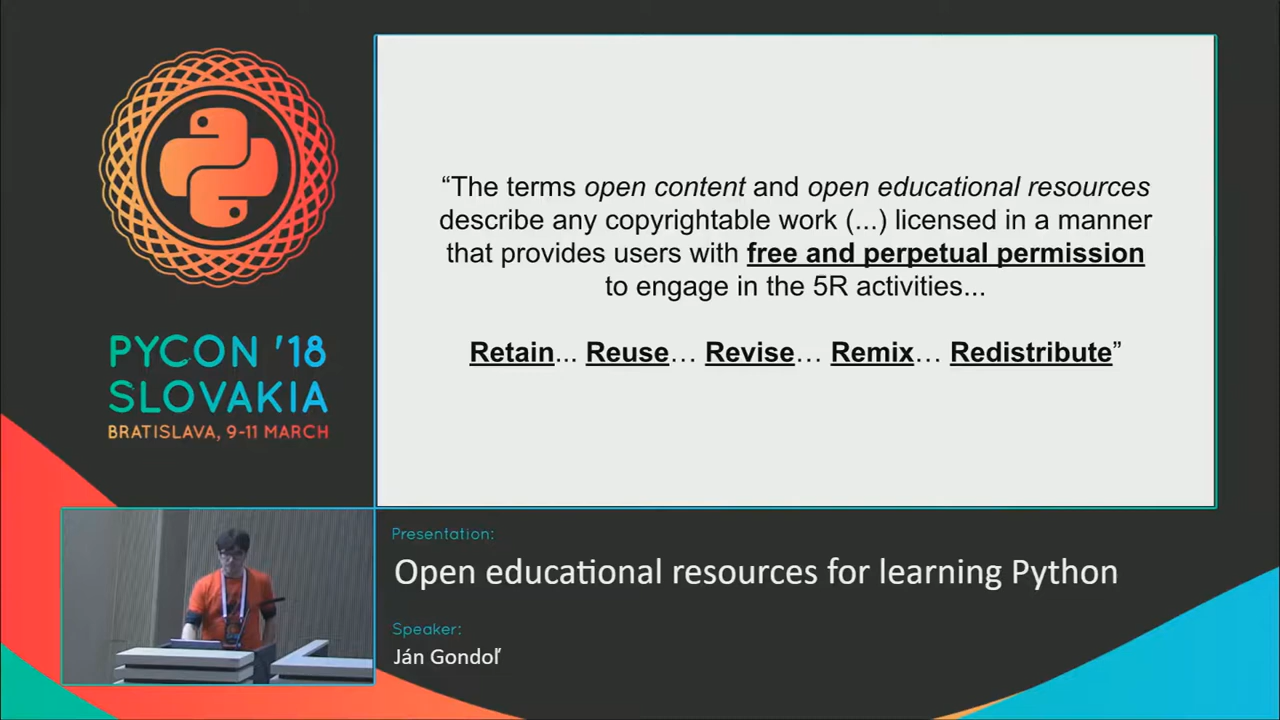 PYCON '18
SLOVAKIA
BRATISLAVA, 9-11 MARCH
“The terms open content and open educational resources
describe any copyrightable work (...) licensed in a manner
that provides users with free and perpetual permission
to engage in the 5R activities...
Retain... Reuse… Revise… Remix… Redistribute”
Presentation:
Open educational resources for learning Python
Speaker:
Ján Gondoľ